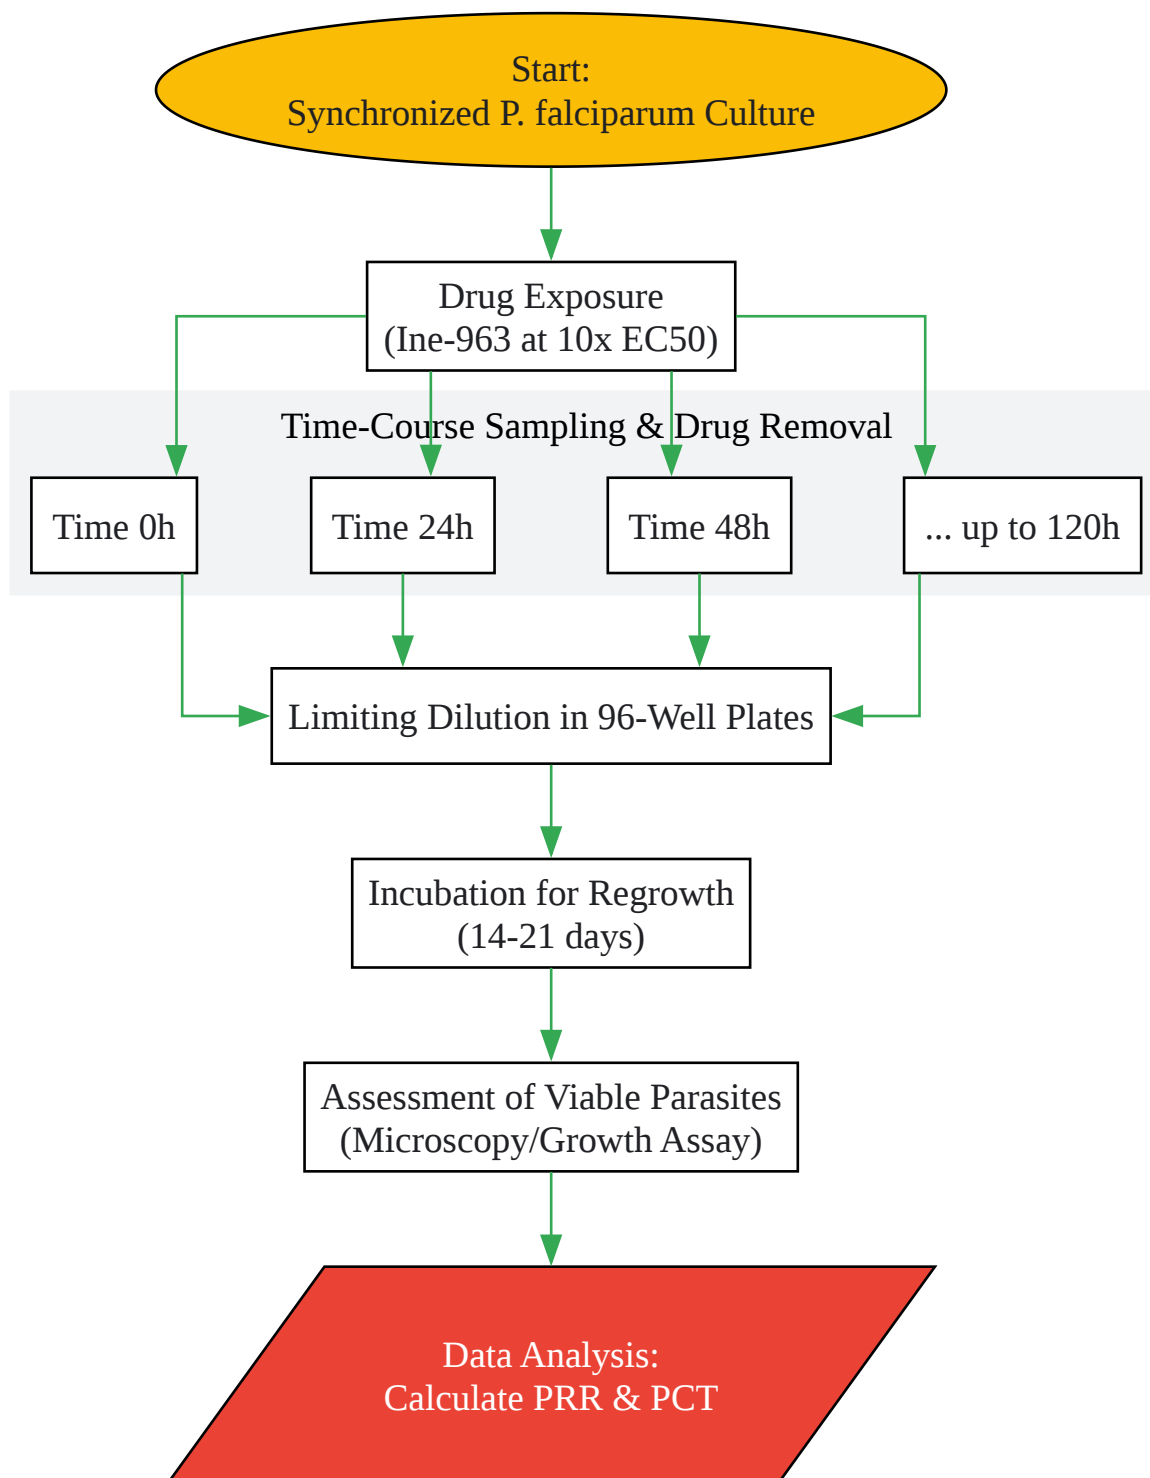 Start:
Synchronized P. falciparum Culture
Drug Exposure
(Ine-963 at 10x EC50)
Time-Course Sampling & Drug Removal
Time 0h
Time 24h
Time 48h
... up to 120h
Limiting Dilution in 96-Well Plates
Incubation for Regrowth
(14-21 days)
Assessment of Viable Parasites
(Microscopy/Growth Assay)
Data Analysis:
Calculate PRR & PCT